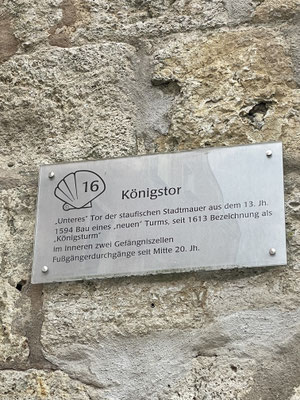 16
Königstor
„Unteres“ Tor der staufischen Stadtmauer aus dem 13. Jh.
1594 Bau eines „neuen“ Turms, seit 1613 Bezeichnung als
„Königsturm“
im Inneren zwei Gefängniszellen
Fußgängerdurchgänge seit Mitte 20. Jh.